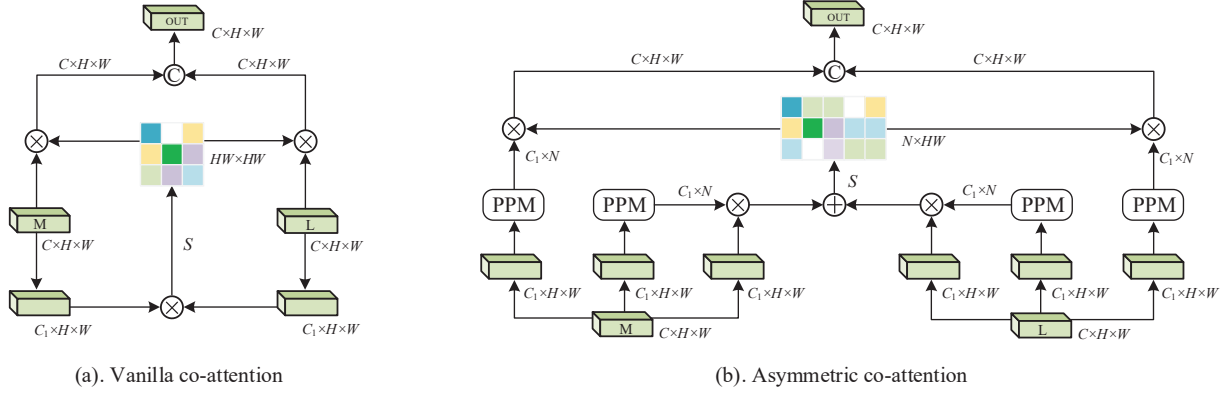 OUT
C×H×W
C×H×W
C×H×W
C
HW×HW
M
C×H×W
L
C×H×W
S
C₁×H×W
C₁×H×W
(a). Vanilla co-attention
OUT
C×H×W
C×H×W
C×H×W
C
N×HW
C₁×N
C₁×N
S
PPM
PPM
C₁×N
C₁×N
PPM
PPM
C₁×H×W
C₁×H×W
C₁×H×W
C₁×H×W
C₁×H×W
C₁×H×W
M
C×H×W
L
C×H×W
(b). Asymmetric co-attention